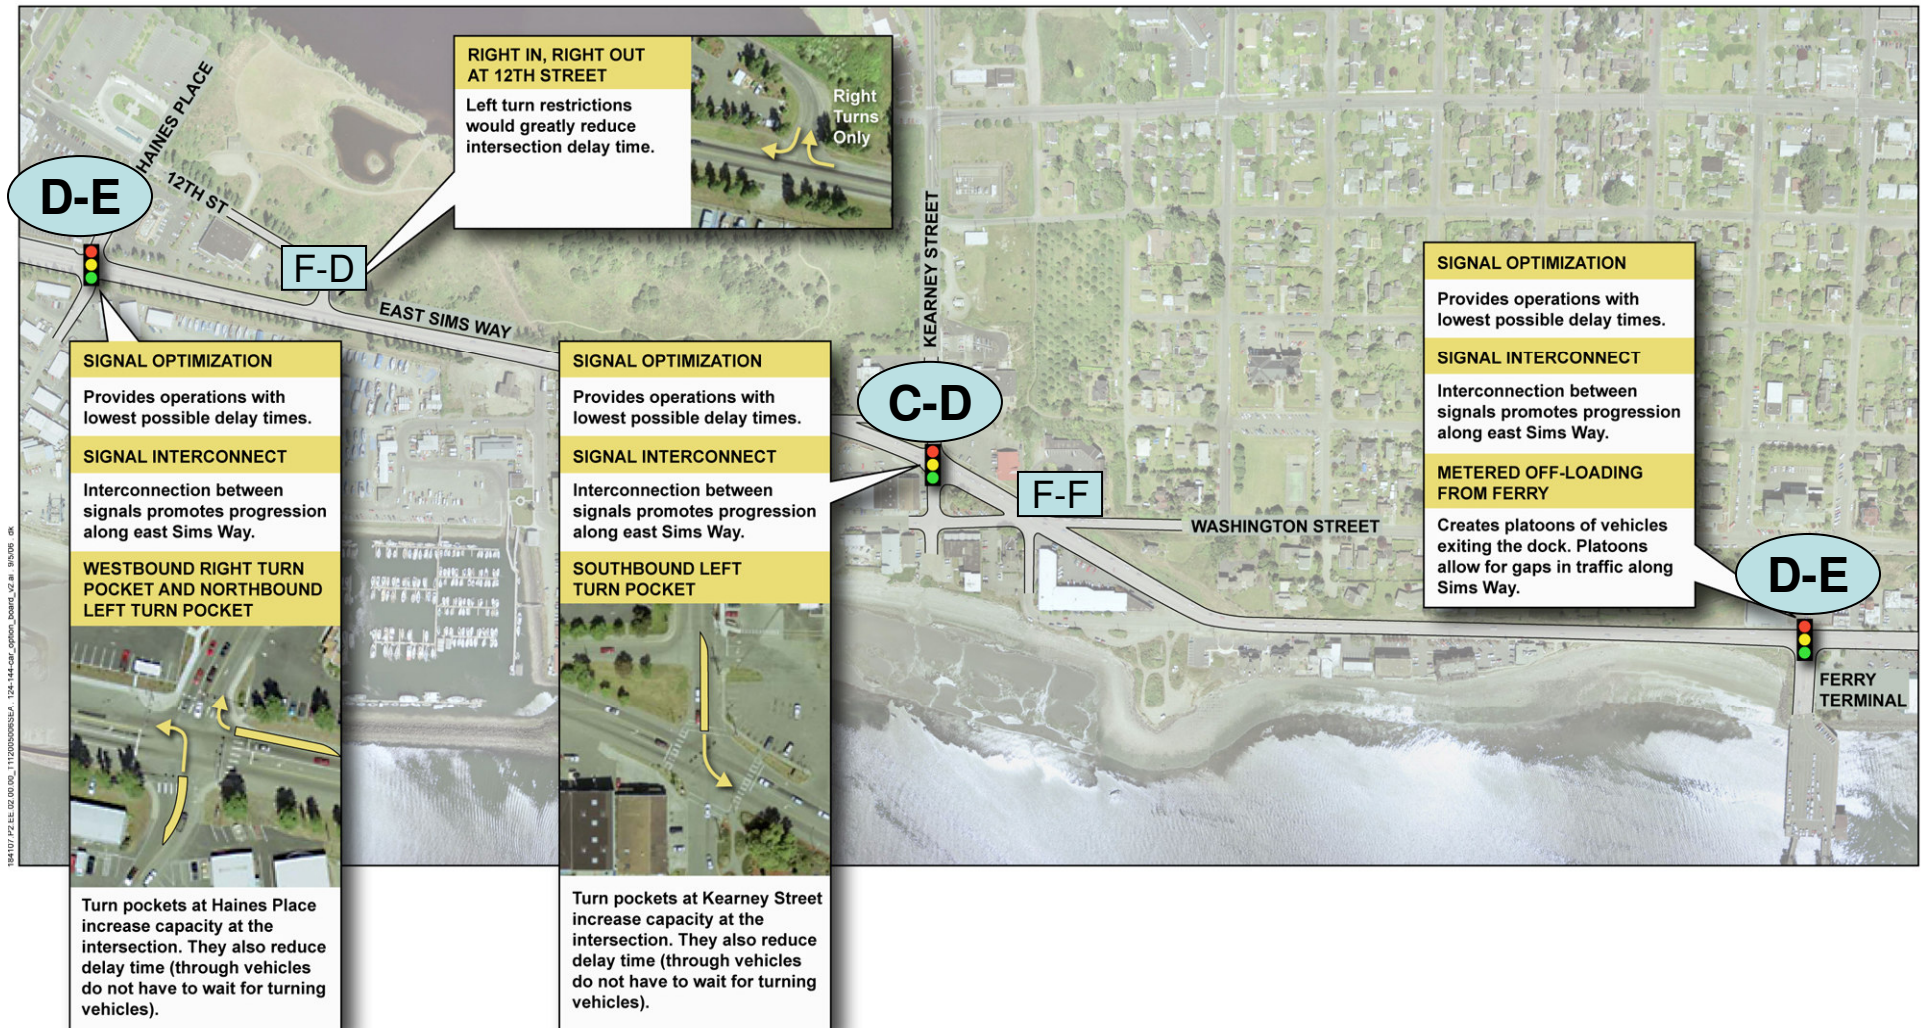 HAINES PLACE
12TH ST
D-E
F-D
EAST SIMS WAY
RIGHT IN, RIGHT OUT
AT 12TH STREET
Left turn restrictions
would greatly reduce
intersection delay time.
Right
Turns
Only
KEARNEY STREET
C-D
F-F
WASHINGTON STREET
D-E
FERRY
TERMINAL
SIGNAL OPTIMIZATION
Provides operations with
lowest possible delay times.
SIGNAL INTERCONNECT
Interconnection between
signals promotes progression
along east Sims Way.
WESTBOUND RIGHT TURN
POCKET AND NORTHBOUND
LEFT TURN POCKET
Turn pockets at Haines Place
increase capacity at the
intersection. They also reduce
delay time (through vehicles
do not have to wait for turning
vehicles).
SIGNAL OPTIMIZATION
Provides operations with
lowest possible delay times.
SIGNAL INTERCONNECT
Interconnection between
signals promotes progression
along east Sims Way.
SOUTHBOUND LEFT
TURN POCKET
Turn pockets at Kearney Street
increase capacity at the
intersection. They also reduce
delay time (through vehicles
do not have to wait for turning
vehicles).
SIGNAL OPTIMIZATION
Provides operations with
lowest possible delay times.
SIGNAL INTERCONNECT
Interconnection between
signals promotes progression
along east Sims Way.
METERED OFF-LOADING
FROM FERRY
Creates platoons of vehicles
exiting the dock. Platoons
allow for gaps in traffic along
Sims Way.